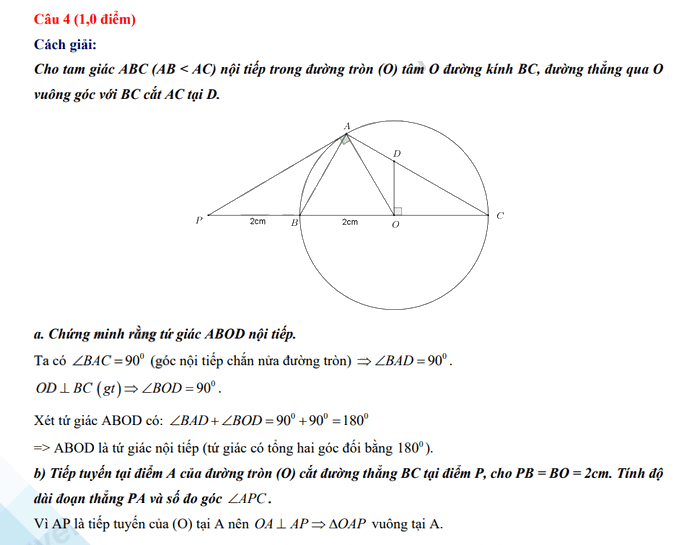 Câu 4 (1,0 điểm)
Cách giải:
Cho tam giác ABC (AB < AC) nội tiếp trong đường tròn (O) tâm O đường kính BC, đường thẳng qua O
vuông góc với BC cắt AC tại D.
A
D
P
2cm
B
2cm
O
C
a. Chứng minh rằng tứ giác ABOD nội tiếp.
Ta có ∠BAC = 90⁰ (góc nội tiếp chắn nửa đường tròn) ⇒ ∠BAD = 90⁰.
OD ⊥ BC (gt) ⇒ ∠BOD = 90⁰.
Xét tứ giác ABOD có: ∠BAD + ∠BOD = 90⁰ + 90⁰ = 180⁰
=> ABOD là tứ giác nội tiếp (tứ giác có tổng hai góc đối bằng 180⁰).
b) Tiếp tuyến tại điểm A của đường tròn (O) cắt đường thẳng BC tại điểm P, cho PB = BO = 2cm. Tính độ
dài đoạn thẳng PA và số đo góc ∠APC.
Vì AP là tiếp tuyến của (O) tại A nên OA ⊥ AP ⇒ ΔOAP vuông tại A.